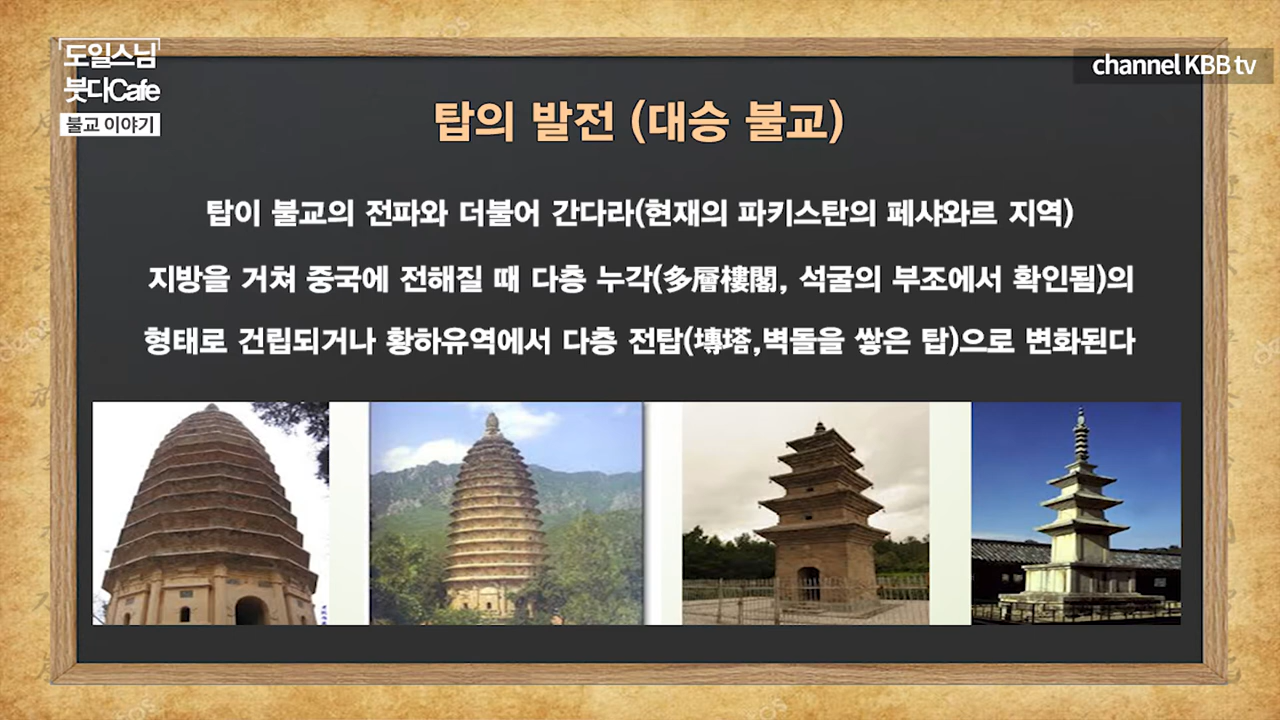 도일스님
붓다Cafe
불교 이야기
channel KBB tv
탑의 발전 (대승 불교)
탑이 불교의 전파와 더불어 간다라(현재의 파키스탄의 페샤와르 지역)
지방을 거쳐 중국에 전해질 때 다층 누각(多層樓閣, 석굴의 부조에서 확인됨)의
형태로 건립되거나 황하유역에서 다층 전탑(塼塔,벽돌을 쌓은 탑)으로 변화된다